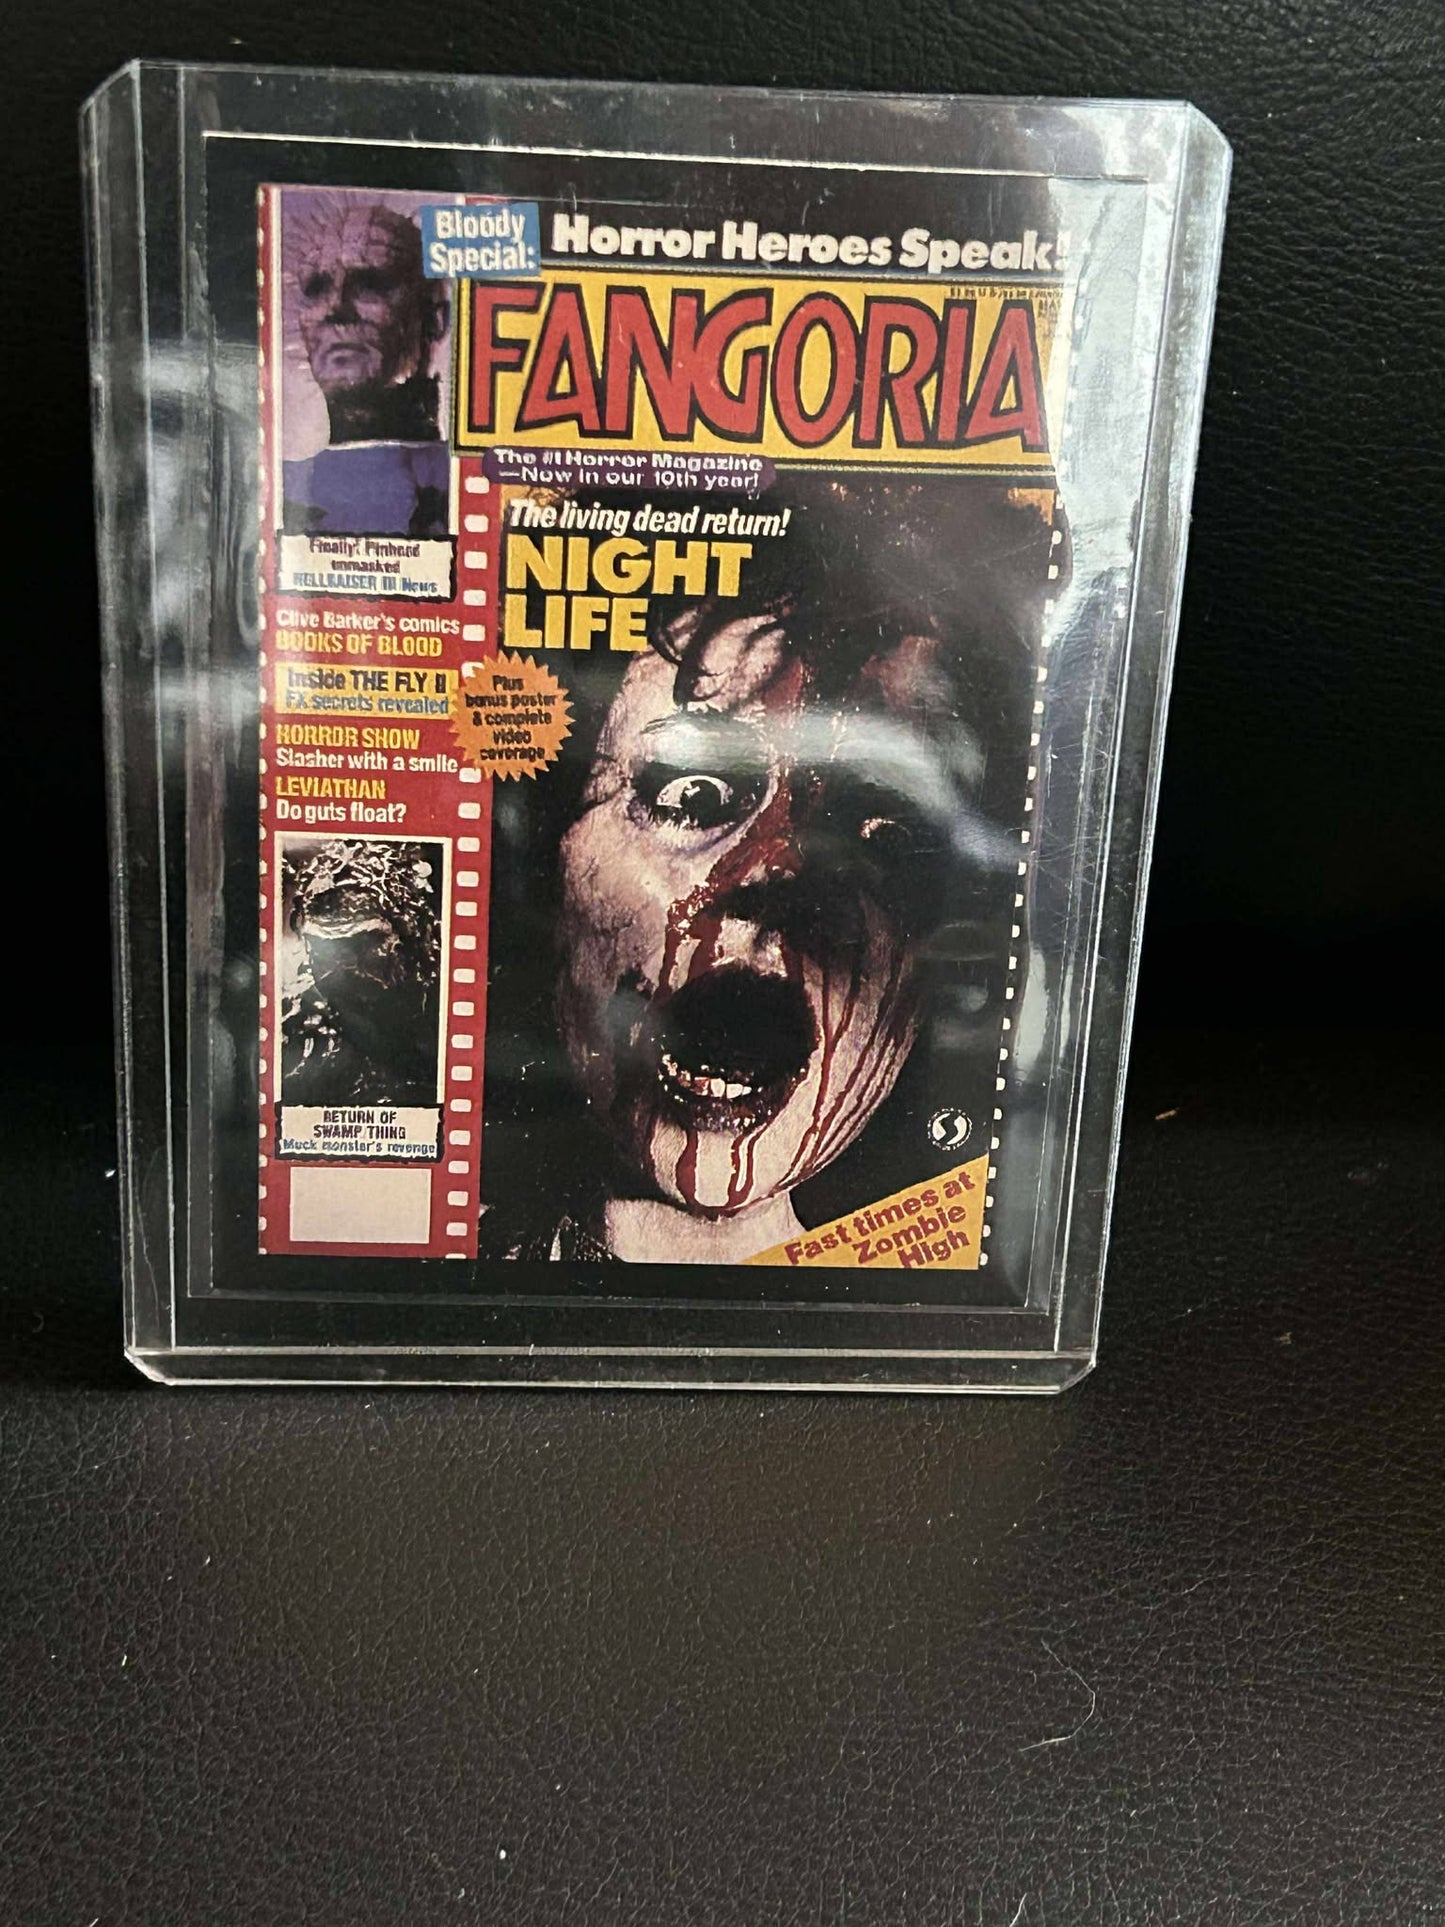 Bloody
Special:
Horror Heroes Speak!
FANGORIA
The #1 Horror Magazine
—Now in our 10th year!
The living dead return!
NIGHT
LIFE
Finally! Pinhead
unmasked
HELLRAISER III News
Clive Barker's comics
BOOKS OF BLOOD
Inside THE FLY II
FX secrets revealed
HORROR SHOW
Slasher with a smile
LEVIATHAN
Do guts float?
Plus
bonus poster
& complete
video
coverage
RETURN OF
SWAMP THING
Muck monster's revenge
Fast times at
Zombie
High